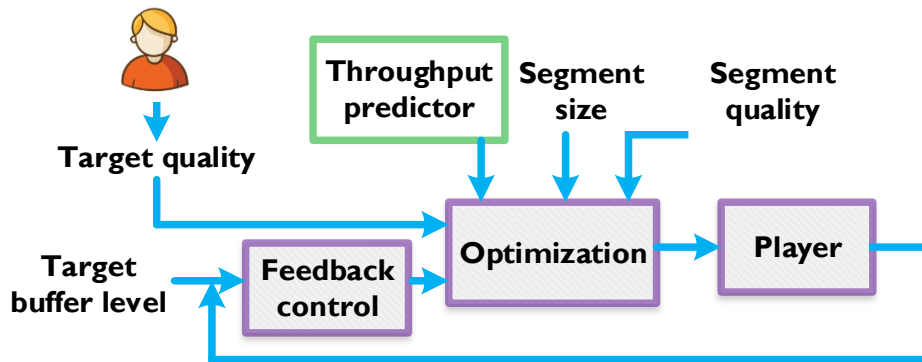 Throughput
predictor
Segment
size
Segment
quality
Target quality
Optimization
Player
Target
buffer level
Feedback
control